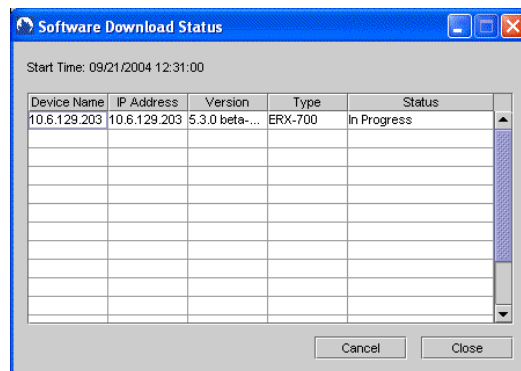 Software Download Status
Start Time: 09/21/2004 12:31:00
Device Name IP Address Version Type Status
10.6.129.203 10.6.129.203 5.3.0 beta-... ERX-700 In Progress
Cancel Close